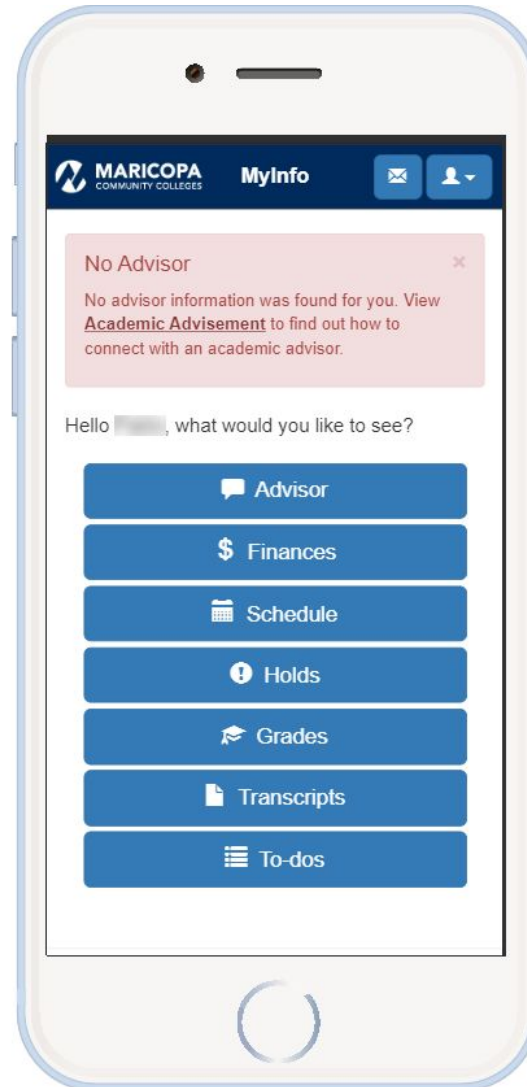 MARICOPA
COMMUNITY COLLEGES
MyInfo
No Advisor
×
No advisor information was found for you. View
Academic Advisement to find out how to
connect with an academic advisor.
Hello , what would you like to see?
Advisor
$ Finances
Schedule
Holds
Grades
Transcripts
To-dos